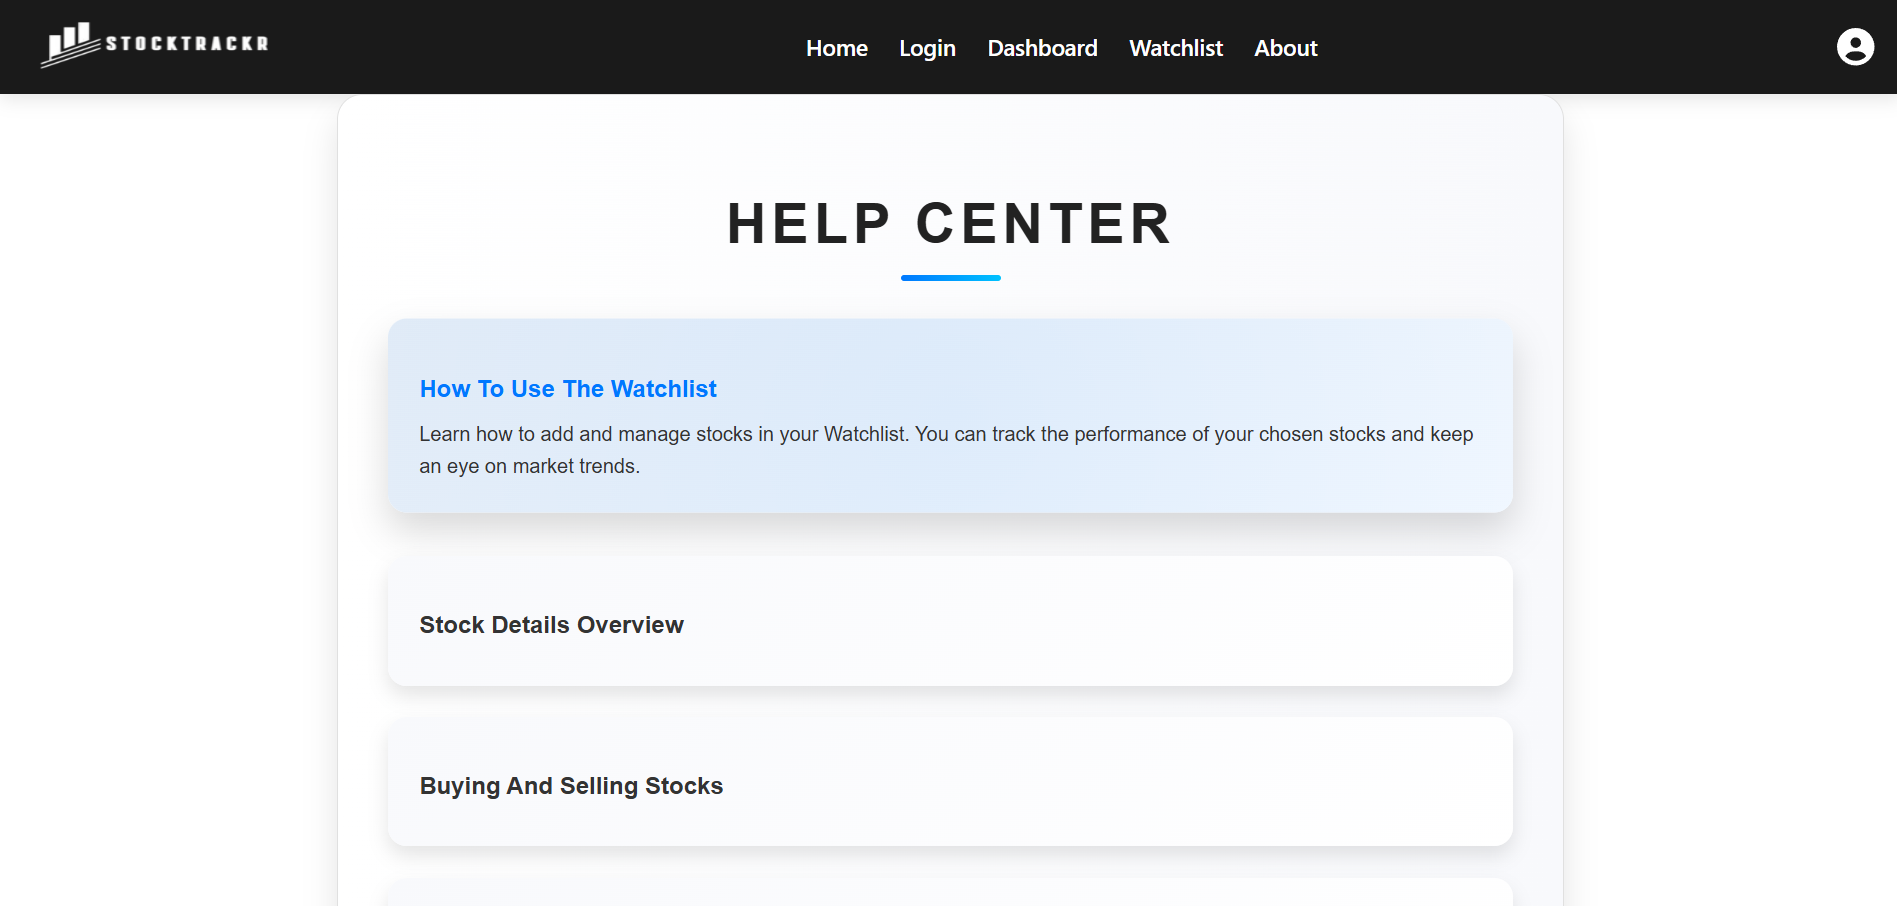 STOCKTRACKR
Home Login Dashboard Watchlist About
HELP CENTER
How To Use The Watchlist
Learn how to add and manage stocks in your Watchlist. You can track the performance of your chosen stocks and keep
an eye on market trends.
Stock Details Overview
Buying And Selling Stocks